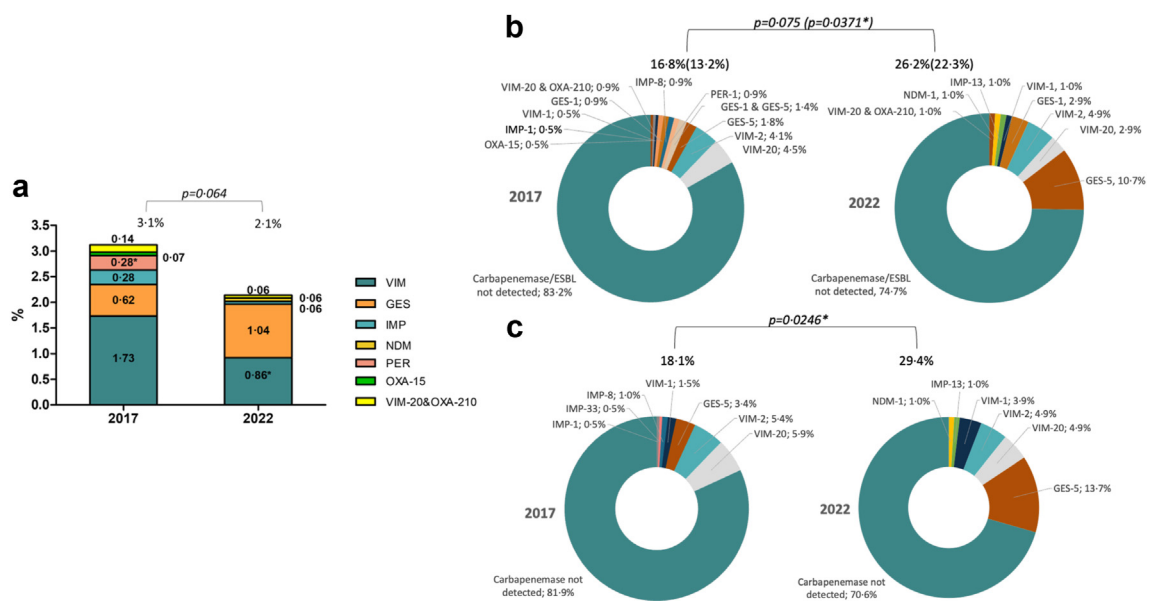 a
p=0·064
3·1%
2·1%
3.5
3.0
2.5
2.0
1.5
1.0
0.5
0.0
%
0·14
0·07
0·28*
0·28
0·62
1·73
0·06
0·06
0·06
1·04
0·86*
2017
2022
VIM
GES
IMP
NDM
PER
OXA-15
VIM-20&OXA-210
b
p=0·075 (p=0·0371*)
16·8%(13·2%)
26·2%(22·3%)
IMP-8; 0·9%
VIM-20 & OXA-210; 0·9%
PER-1; 0·9%
GES-1; 0·9%
GES-1 & GES-5; 1·4%
VIM-1; 0·5%
GES-5; 1·8%
IMP-1; 0·5%
VIM-2; 4·1%
OXA-15; 0·5%
VIM-20; 4·5%
2017
Carbapenemase/ESBL
not detected; 83·2%
IMP-13, 1·0%
VIM-1, 1·0%
NDM-1; 1·0%
GES-1, 2·9%
VIM-20 & OXA-210, 1·0%
VIM-2, 4·9%
VIM-20, 2·9%
GES-5, 10·7%
2022
Carbapenemase/ESBL
not detected, 74·7%
c
p=0·0246*
18·1%
29·4%
VIM-1; 1·5%
IMP-8; 1·0%
GES-5; 3·4%
IMP-33; 0·5%
VIM-2; 5·4%
IMP-1; 0·5%
VIM-20; 5·9%
2017
Carbapenemase not
detected; 81·9%
IMP-13; 1·0%
NDM-1; 1·0%
VIM-1; 3·9%
VIM-2; 4·9%
VIM-20; 4·9%
GES-5; 13·7%
2022
Carbapenemase not
detected; 70·6%